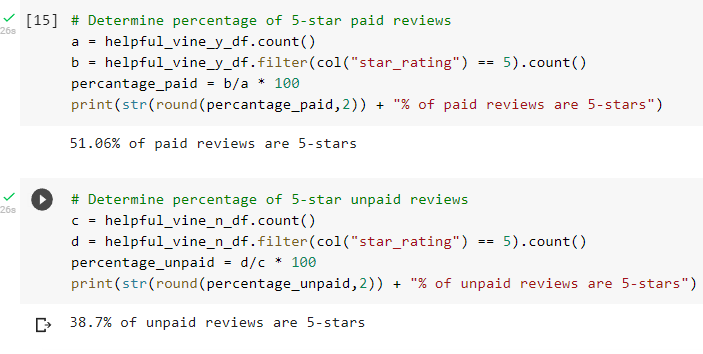 [15] # Determine percentage of 5-star paid reviews
26s
a = helpful_vine_y_df.count()
b = helpful_vine_y_df.filter(col("star_rating") == 5).count()
percantage_paid = b/a * 100
print(str(round(percantage_paid,2)) + "% of paid reviews are 5-stars")
51.06% of paid reviews are 5-stars
# Determine percentage of 5-star unpaid reviews
26s
c = helpful_vine_n_df.count()
d = helpful_vine_n_df.filter(col("star_rating") == 5).count()
percentage_unpaid = d/c * 100
print(str(round(percentage_unpaid,2)) + "% of unpaid reviews are 5-stars")
38.7% of unpaid reviews are 5-stars